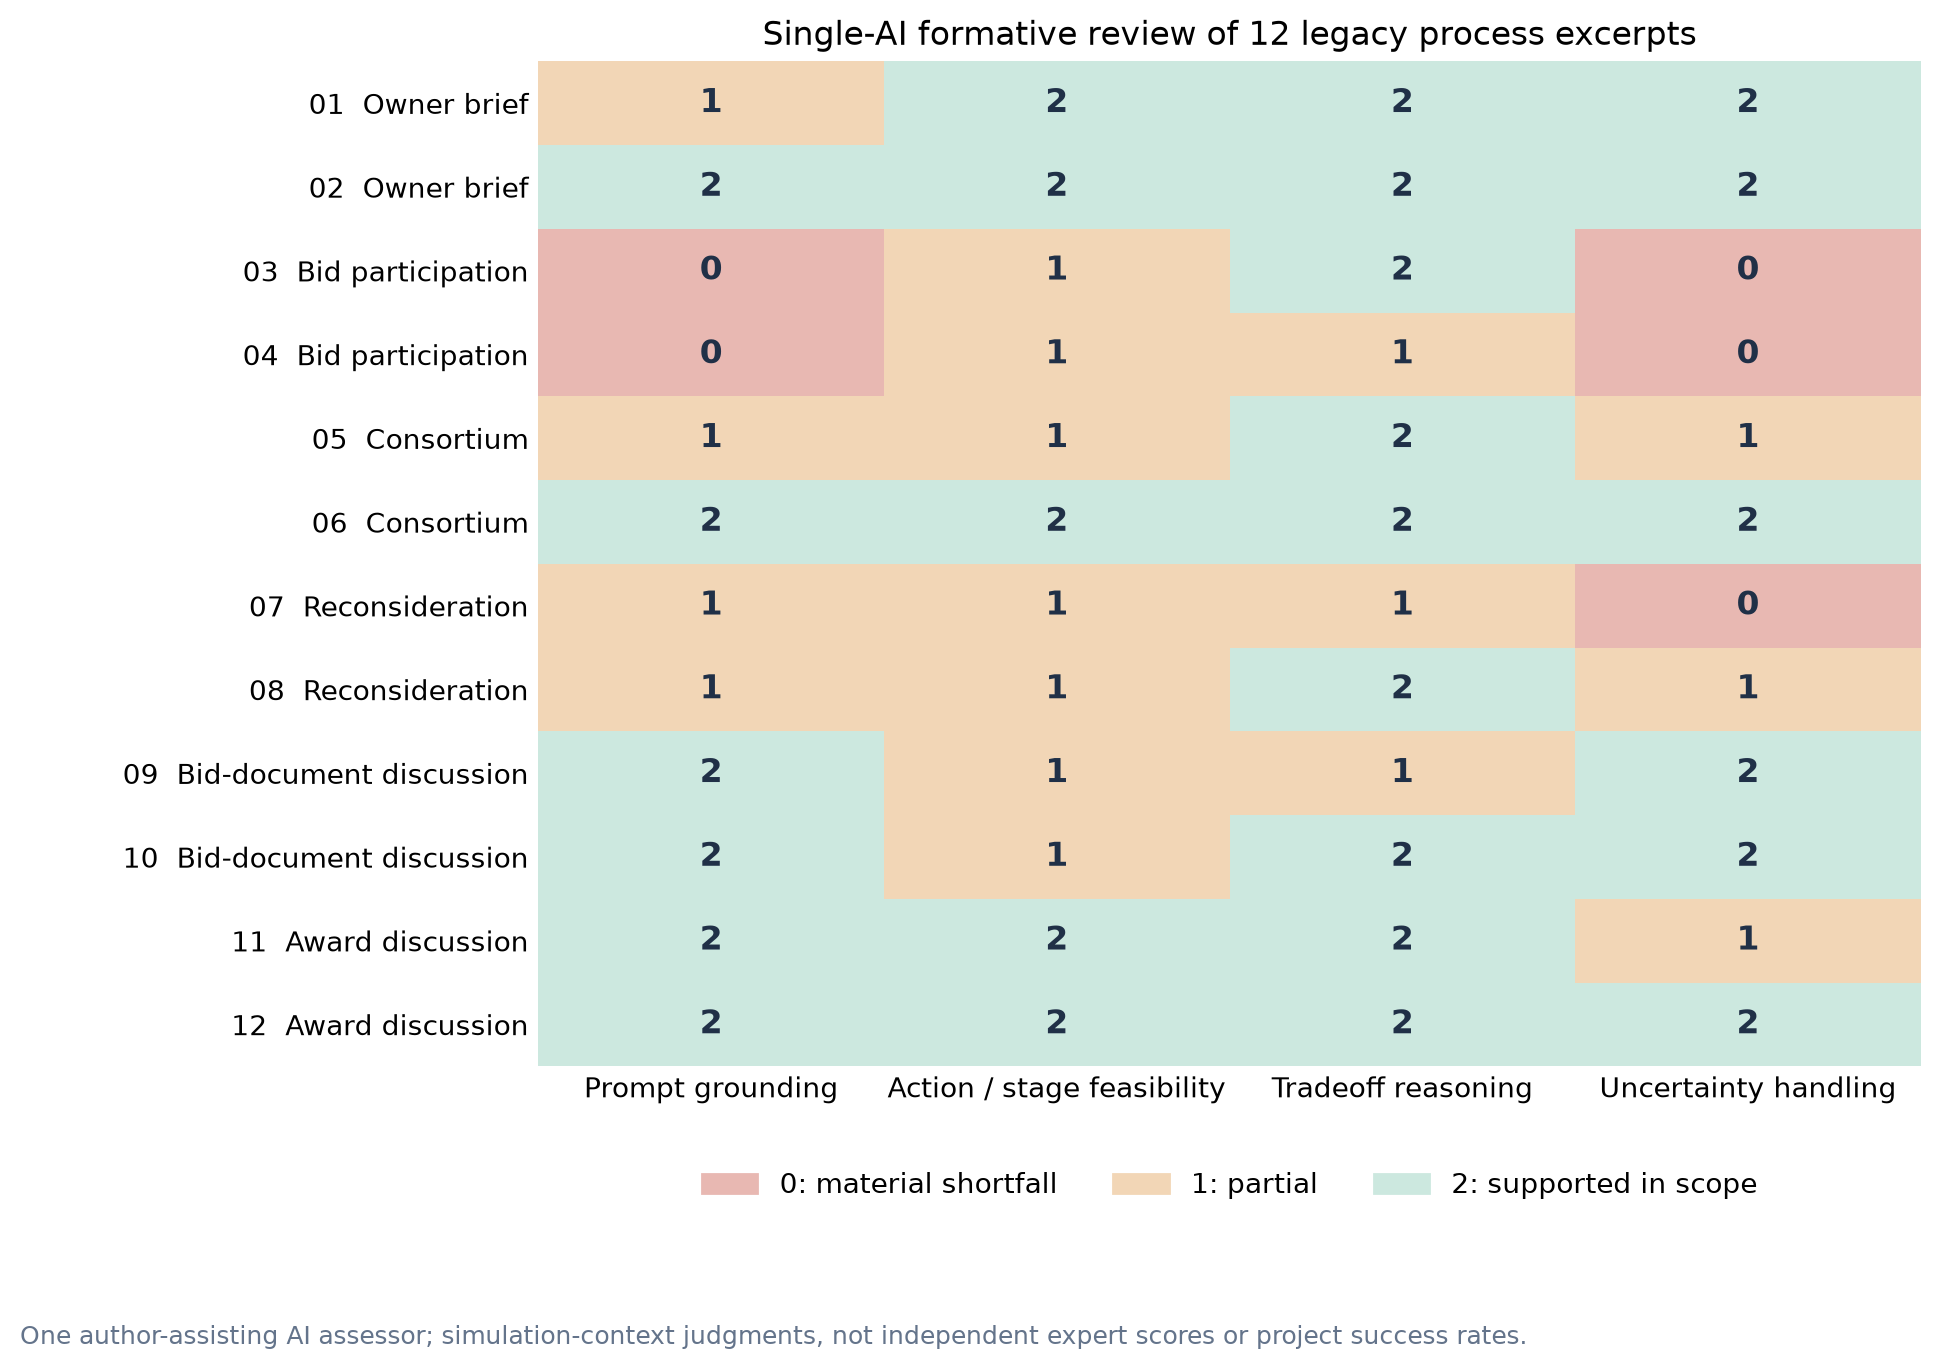 Single-AI formative review of 12 legacy process excerpts
01 Owner brief 1 2 2 2
02 Owner brief 2 2 2 2
03 Bid participation 0 1 2 0
04 Bid participation 0 1 1 0
05 Consortium 1 1 2 1
06 Consortium 2 2 2 2
07 Reconsideration 1 1 1 0
08 Reconsideration 1 1 2 1
09 Bid-document discussion 2 1 1 2
10 Bid-document discussion 2 1 2 2
11 Award discussion 2 2 2 1
12 Award discussion 2 2 2 2
Prompt grounding Action / stage feasibility Tradeoff reasoning Uncertainty handling
0: material shortfall 1: partial 2: supported in scope
One author-assisting AI assessor; simulation-context judgments, not independent expert scores or project success rates.